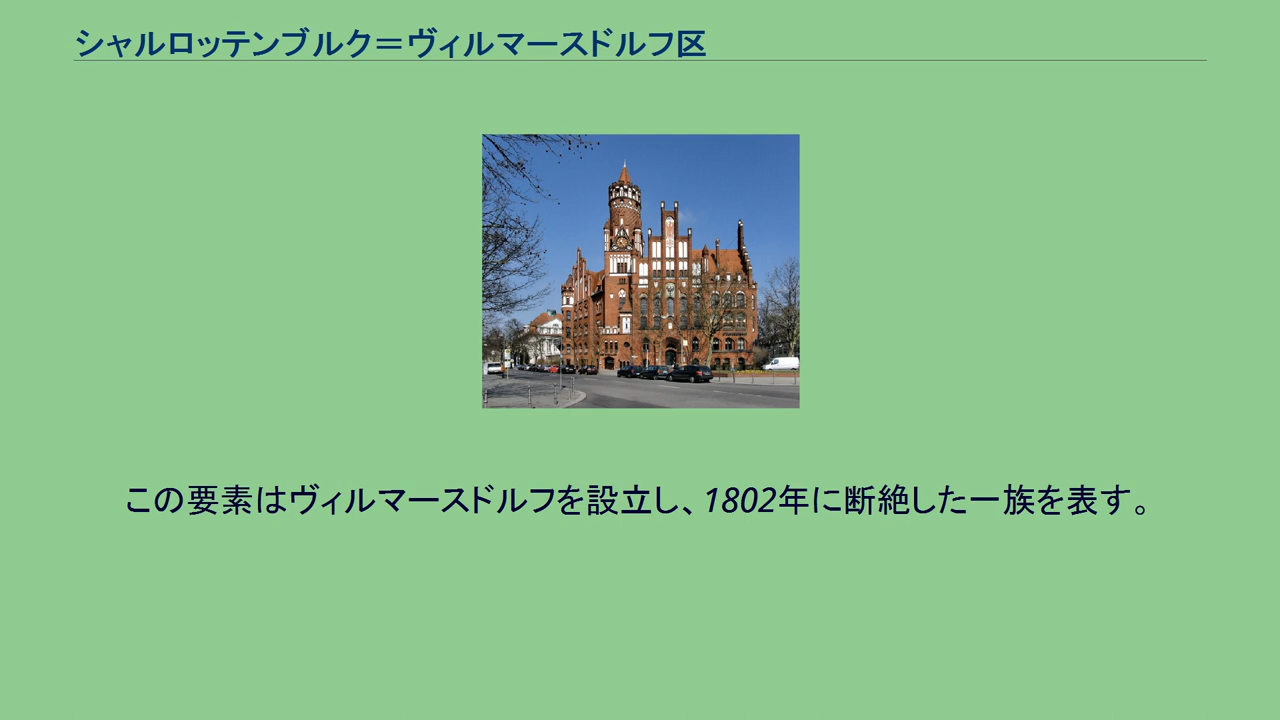 シャルロッテンブルク＝ヴィルマースドルフ区
この要素はヴィルマースドルフを設立し、1802年に断絶した一族を表す。